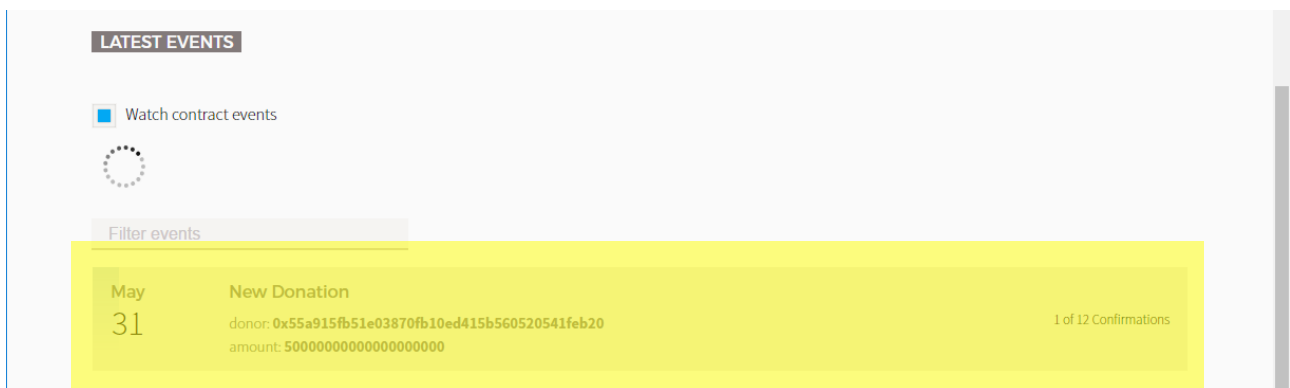 LATEST EVENTS
Watch contract events
Filter events
May
31
New Donation
donor: 0x55a915fb51e03870fb10ed415b560520541feb20
amount: 50000000000000000000
1 of 12 Confirmations